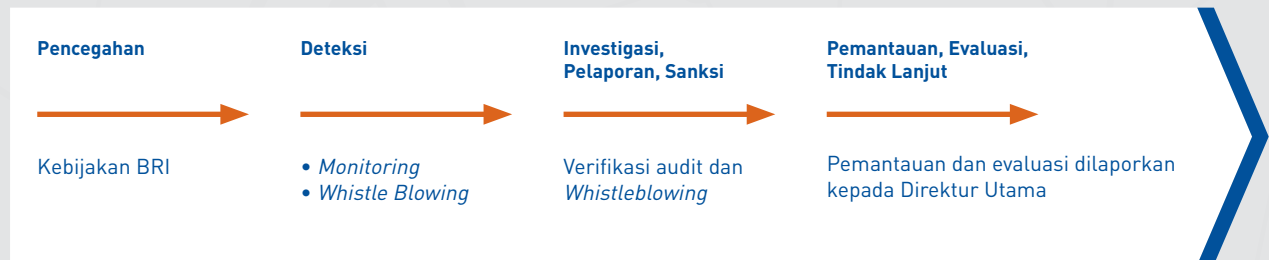 Pencegahan
Kebijakan BRI
Deteksi
• Monitoring
• Whistle Blowing
Investigasi,
Pelaporan, Sanksi
Verifikasi audit dan
Whistleblowing
Pemantauan, Evaluasi,
Tindak Lanjut
Pemantauan dan evaluasi dilaporkan
kepada Direktur Utama